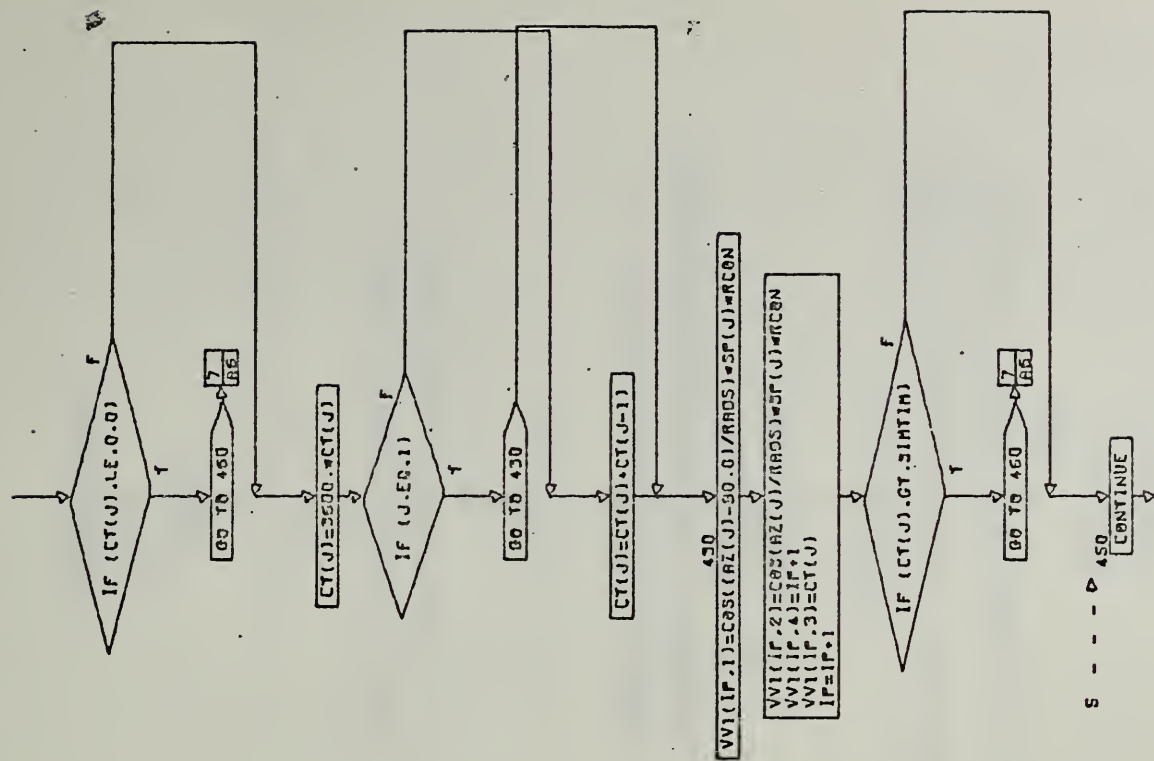 IF (CT(J).LE.0.0)
F
T
GO TO 460
7
A6
CT(J)=3600.*CT(J)
IF (J.EQ.1)
F
T
GO TO 430
CT(J)=CT(J)+CT(J-1)
430
VV1(IP,1)=COS((AZ(J)-90.0)/RADS)*SP(J)*RCON
VV1(IP,2)=COS(AZ(J)/RADS)*SP(J)*RCON
VV1(IP,4)=IP+1
VV1(IP,3)=CT(J)
IP=IP+1
IF (CT(J).GT.SIMTIM)
F
T
GO TO 460
7
A6
S
450
CONTINUE